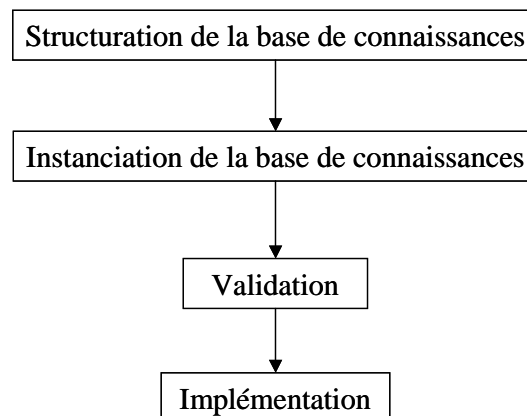 Structuration de la base de connaissances
Instanciation de la base de connaissances
Validation
Implémentation